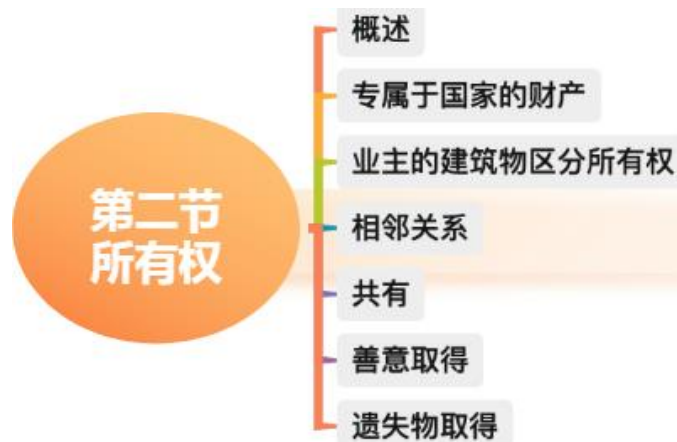 概述
专属于国家的财产
业主的建筑物区分所有权
第二节
所有权
相邻关系
共有
善意取得
遗失物取得